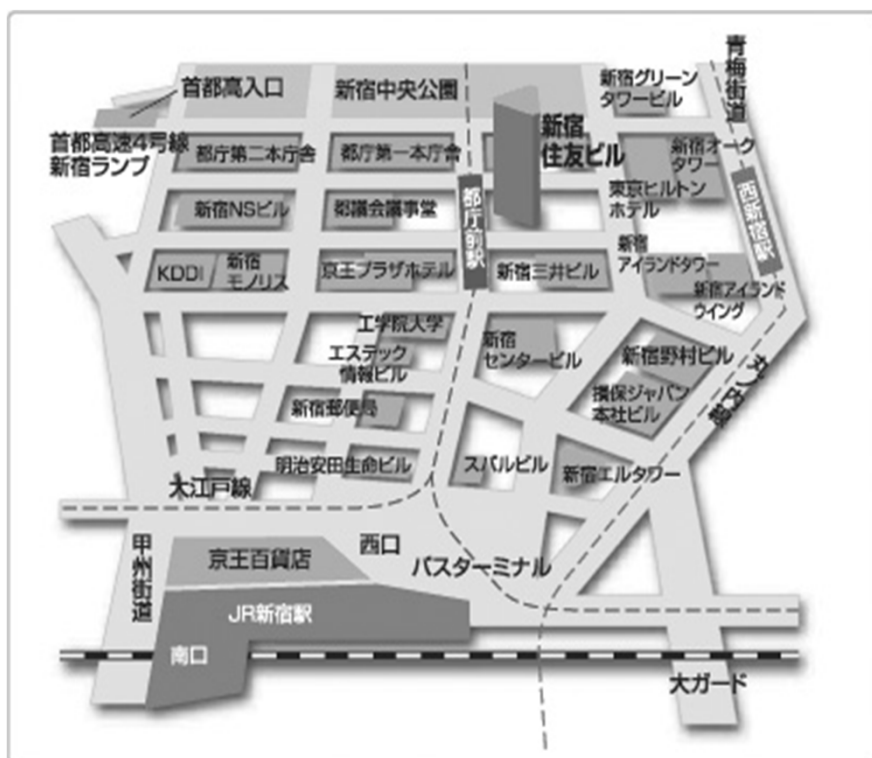 青梅街道
首都高入口
新宿中央公園
新宿グリーン
タワービル
首都高速4号線
新宿ランプ
都庁第二本庁舎
都庁第一本庁舎
新宿
住友ビル
新宿オーク
タワー
東京ヒルトン
ホテル
西新宿駅
新宿NSビル
都議会議事堂
都庁前駅
KDDI
新宿
モノリス
京王プラザホテル
新宿三井ビル
新宿
アイランドタワー
新宿アイランド
ウイング
工学院大学
エステック
情報ビル
新宿
センタービル
新宿野村ビル
丸ノ内線
損保ジャパン
本社ビル
新宿郵便局
明治安田生命ビル
スバルビル
新宿エルタワー
大江戸線
甲州街道
京王百貨店
西口
バスターミナル
JR新宿駅
南口
大ガード